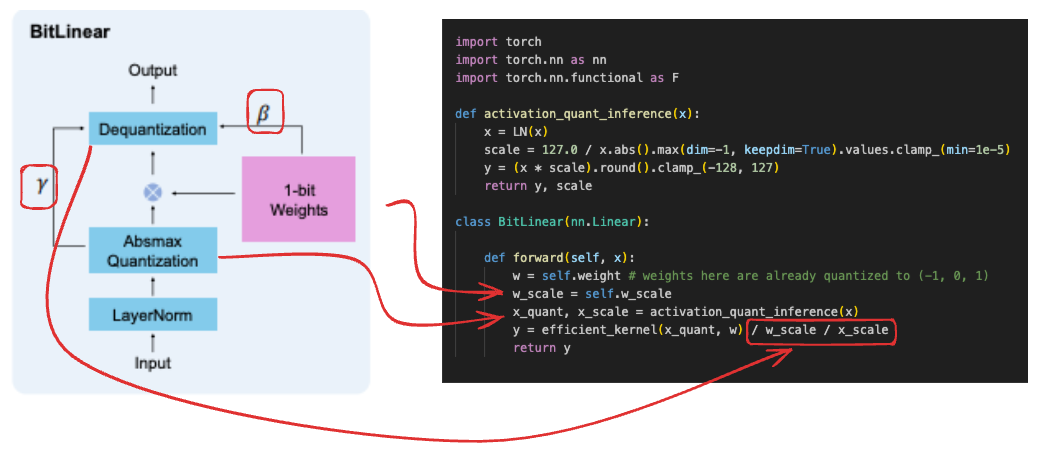 BitLinear
Output
β
Dequantization
γ
1-bit
Weights
Absmax
Quantization
LayerNorm
Input
import torch
import torch.nn as nn
import torch.nn.functional as F
def activation_quant_inference(x):
x = LN(x)
scale = 127.0 / x.abs().max(dim=-1, keepdim=True).values.clamp_(min=1e-5)
y = (x * scale).round().clamp_(-128, 127)
return y, scale
class BitLinear(nn.Linear):
def forward(self, x):
w = self.weight # weights here are already quantized to (-1, 0, 1)
w_scale = self.w_scale
x_quant, x_scale = activation_quant_inference(x)
y = efficient_kernel(x_quant, w) / w_scale / x_scale
return y